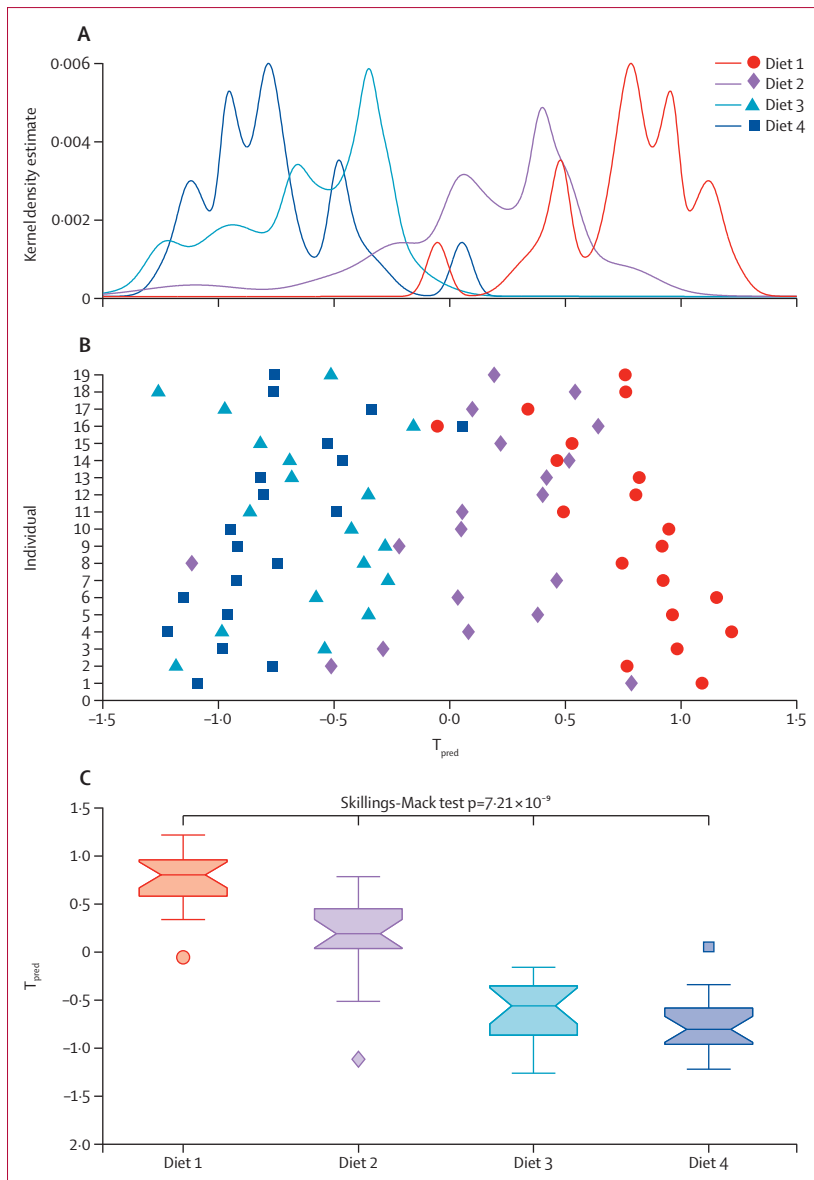 A
0·006
0·004
0·002
0
Kernel density estimate
Diet 1
Diet 2
Diet 3
Diet 4
B
19
18
17
16
15
14
13
12
11
10
9
8
7
6
5
4
3
2
1
0
Individual
−1·5
−1·0
−0·5
0·0
0·5
1·0
1·5
Tpred
C
Skillings-Mack test p=7·21 × 10⁻⁹
1·5
1·0
0·5
0
−0·5
−1·0
−1·5
2·0
Tpred
Diet 1
Diet 2
Diet 3
Diet 4